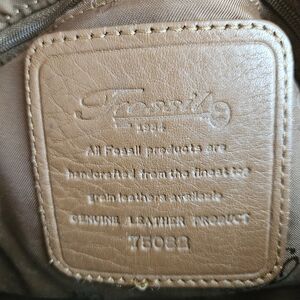 Fossil
1954
All Fossil products are
handcrafted from the finest top
grain leathers available
GENUINE LEATHER PRODUCT
75082